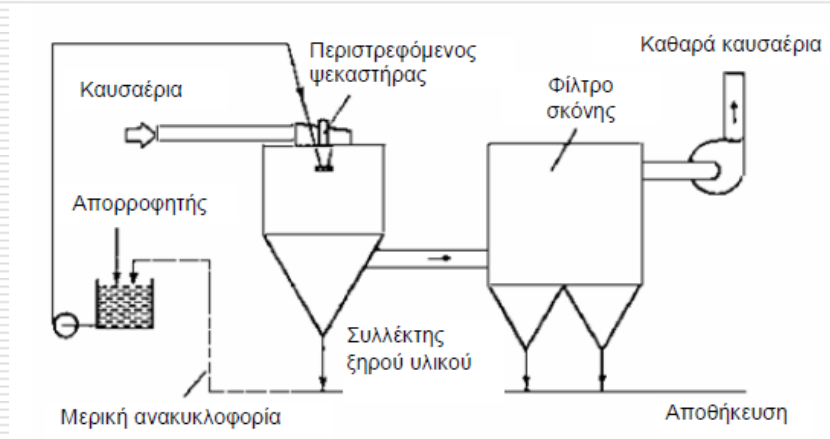 Περιστρεφόμενος
ψεκαστήρας
Καθαρά καυσαέρια
Καυσαέρια
Φίλτρο
σκόνης
Απορροφητής
Συλλέκτης
ξηρού υλικού
Μερική ανακυκλοφορία
Αποθήκευση